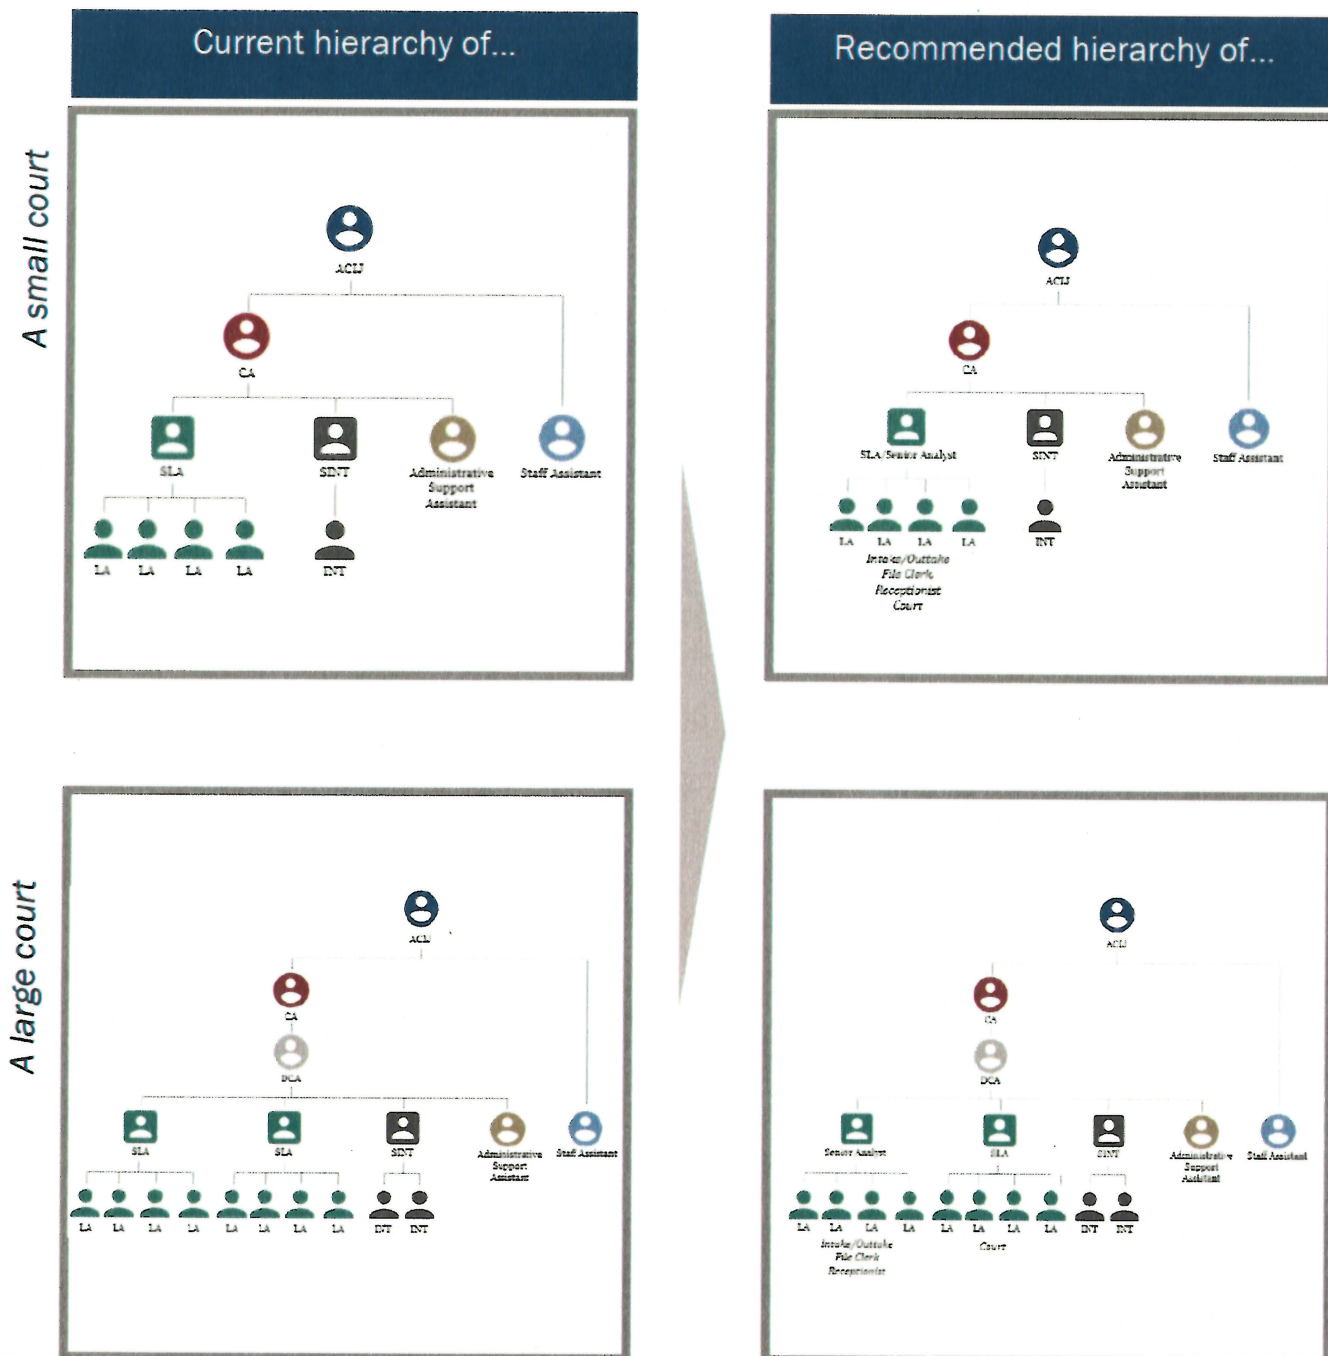 Current hierarchy of...
Recommended hierarchy of...
A small court
ACIJ
CA
SLA
SINT
Administrative
Support
Assistant
Staff Assistant
LA
LA
LA
LA
INT
ACIJ
CA
SLA/Senior Analyst
SINT
Administrative
Support
Assistant
Staff Assistant
LA
LA
LA
LA
INT
Intake/Outtake
File Clerk
Receptionist
Court
A large court
ACIJ
CA
DCA
SLA
SLA
SINT
Administrative
Support
Assistant
Staff Assistant
LA
LA
LA
LA
LA
LA
LA
LA
INT
INT
ACIJ
CA
DCA
Senior Analyst
SLA
SINT
Administrative
Support
Assistant
Staff Assistant
LA
LA
LA
LA
LA
LA
LA
LA
INT
INT
Intake/Outtake
File Clerk
Receptionist
Court